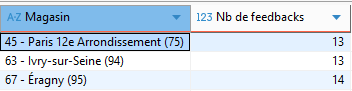 A-Z Magasin 123 Nb de feedbacks
45 - Paris 12e Arrondissement (75) 13
63 - Ivry-sur-Seine (94) 13
67 - Éragny (95) 14